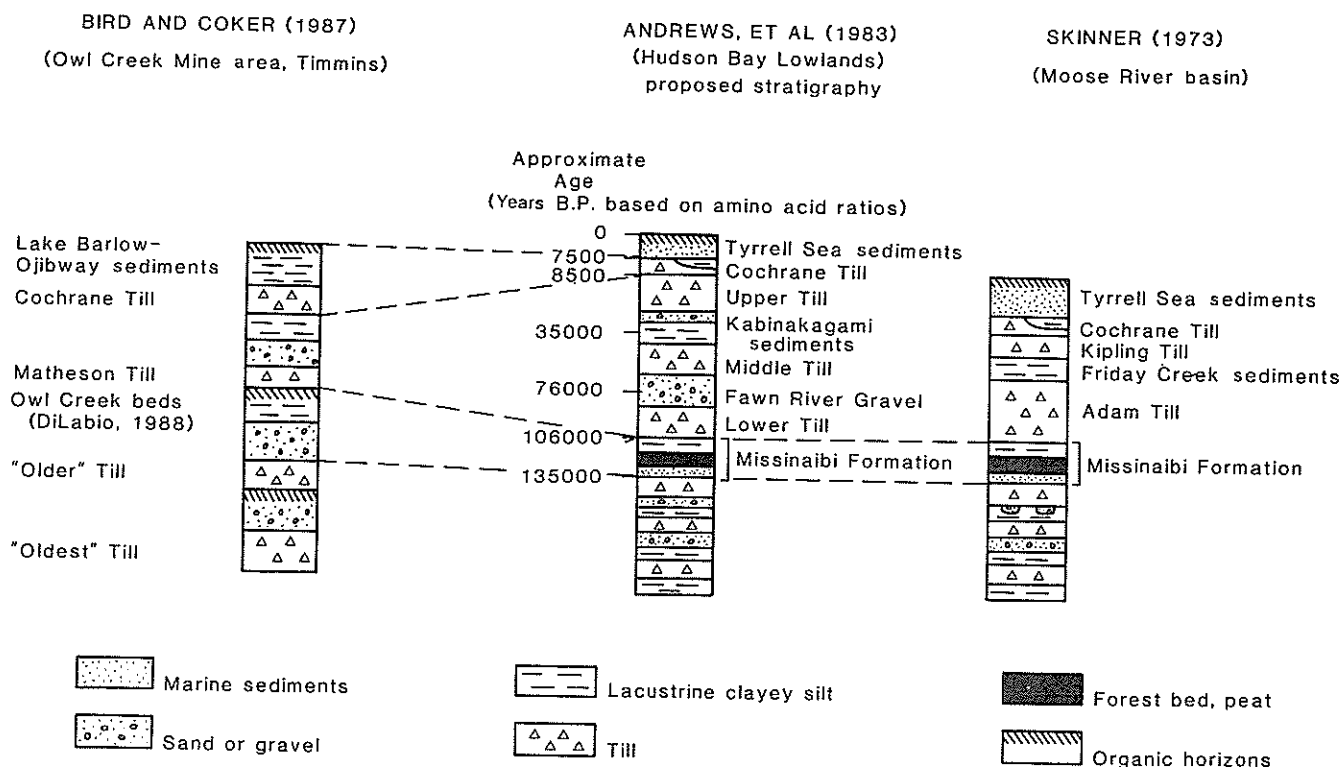 BIRD AND COKER (1987)
(Owl Creek Mine area, Timmins)
ANDREWS, ET AL (1983)
(Hudson Bay Lowlands)
proposed stratigraphy
SKINNER (1973)
(Moose River basin)
Approximate
Age
(Years B.P. based on amino acid ratios)
Lake Barlow-
Ojibway sediments
Cochrane Till
Matheson Till
Owl Creek beds
(DiLabio, 1988)
"Older" Till
"Oldest" Till
0
7500
8500
35000
76000
106000
135000
Tyrrell Sea sediments
Cochrane Till
Upper Till
Kabinakagami
sediments
Middle Till
Fawn River Gravel
Lower Till
Missinaibi Formation
Tyrrell Sea sediments
Cochrane Till
Kipling Till
Friday Creek sediments
Adam Till
Missinaibi Formation
Marine sediments
Lacustrine clayey silt
Forest bed, peat
Sand or gravel
Till
Organic horizons